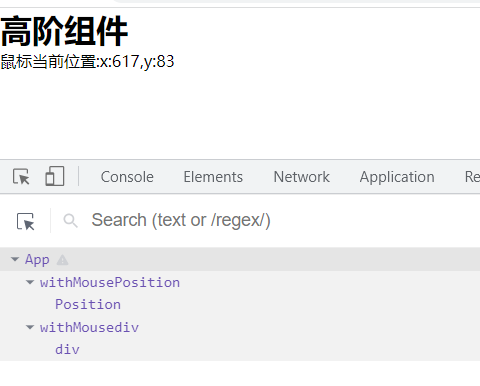 高阶组件
鼠标当前位置:x:617,y:83
Console Elements Network Application Re
Search (text or /regex/)
App
withMousePosition
Position
withMousediv
div